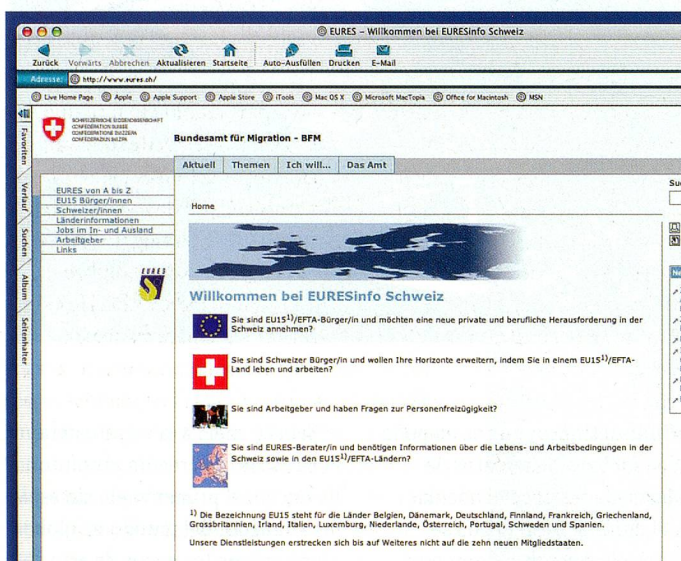 EURES – Willkommen bei EURESinfo Schweiz
Zurück Vorwärts Abbrechen Aktualisieren Startseite Auto-Ausfüllen Drucken E-Mail
Adresse: http://www.eures.ch/
Live Home Page Apple Apple Support Apple Store iTools Mac OS X Microsoft MacTopia Office for Macintosh MSN
Favoriten
Verlauf
Suchen
Album
Seitenhalter
SCHWEIZERISCHE EIDGENOSSENSCHAFT
CONFÉDÉRATION SUISSE
CONFEDERAZIONE SVIZZERA
CONFEDERAZIUN SVIZRA
Bundesamt für Migration - BFM
Aktuell Themen Ich will... Das Amt
EURES von A bis Z
EU15 Bürger/innen
Schweizer/innen
Länderinformationen
Jobs im In- und Ausland
Arbeitgeber
Links
EURES
Home
Willkommen bei EURESinfo Schweiz
Sie sind EU15¹⁾/EFTA-Bürger/in und möchten eine neue private und berufliche Herausforderung in der
Schweiz annehmen?
Sie sind Schweizer Bürger/in und wollen Ihre Horizonte erweitern, indem Sie in einem EU15¹⁾/EFTA-
Land leben und arbeiten?
Sie sind Arbeitgeber und haben Fragen zur Personenfreizügigkeit?
Sie sind EURES-Berater/in und benötigen Informationen über die Lebens- und Arbeitsbedingungen in der
Schweiz sowie in den EU15¹⁾/EFTA-Ländern?
¹⁾ Die Bezeichnung EU15 steht für die Länder Belgien, Dänemark, Deutschland, Finnland, Frankreich, Griechenland,
Grossbritannien, Irland, Italien, Luxemburg, Niederlande, Österreich, Portugal, Schweden und Spanien.
Unsere Dienstleistungen erstrecken sich bis auf Weiteres nicht auf die zehn neuen Mitgliedstaaten.